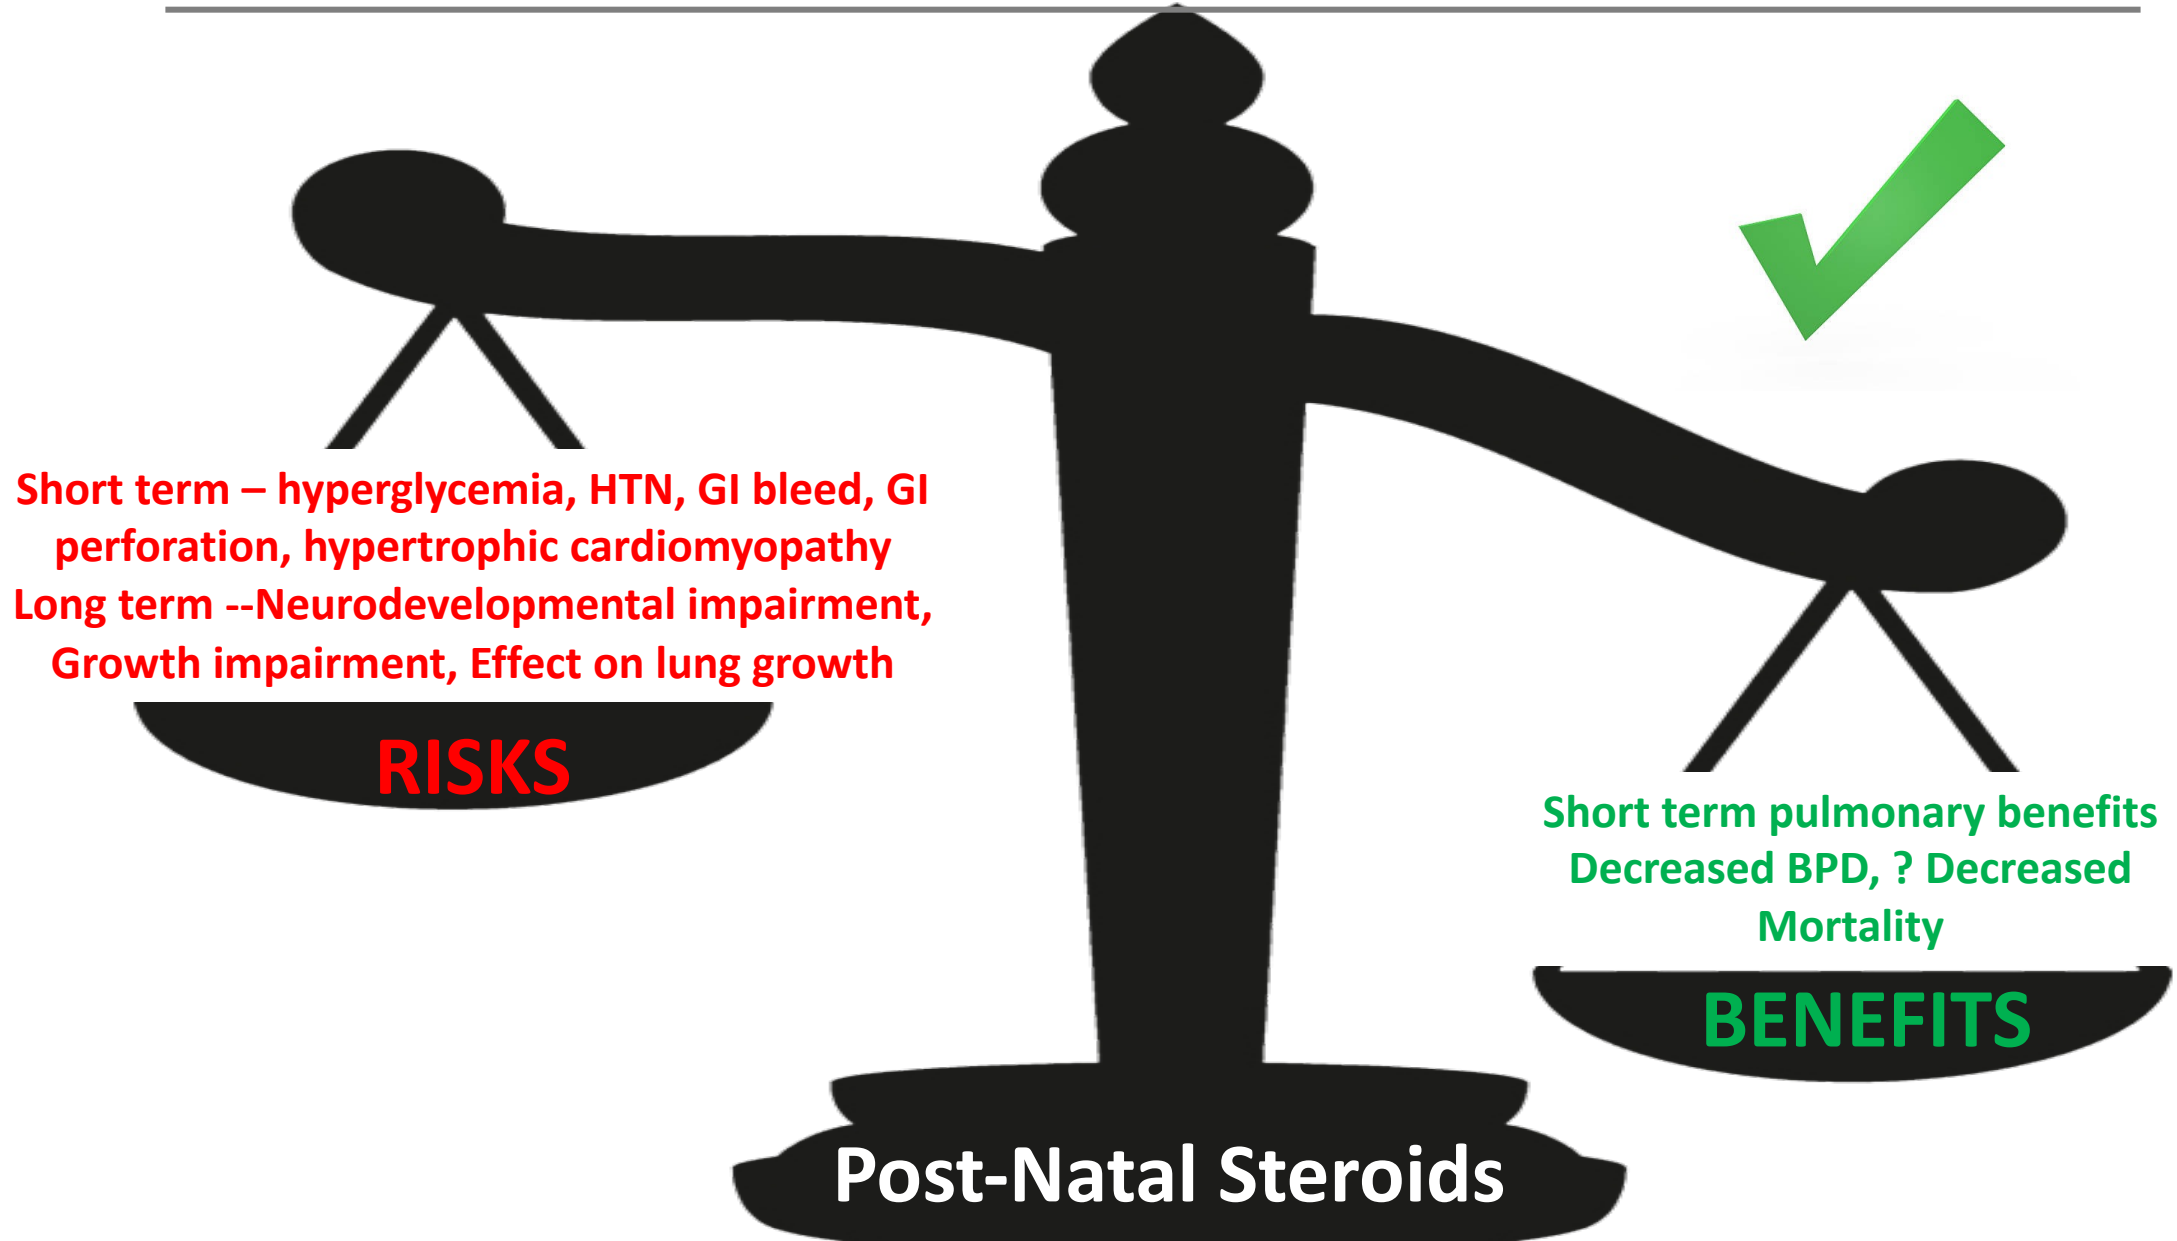 Short term – hyperglycemia, HTN, GI bleed, GI
perforation, hypertrophic cardiomyopathy
Long term --Neurodevelopmental impairment,
Growth impairment, Effect on lung growth
RISKS
Short term pulmonary benefits
Decreased BPD, ? Decreased
Mortality
BENEFITS
Post-Natal Steroids